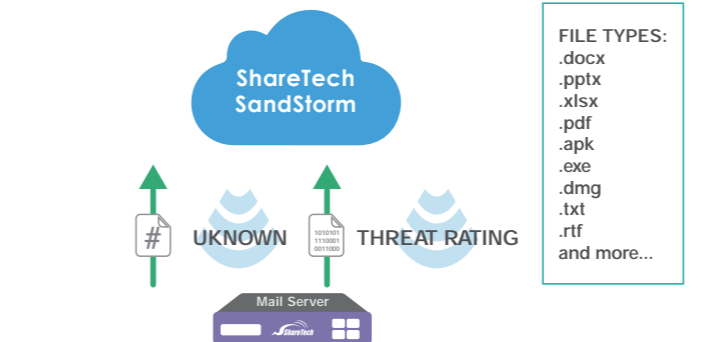 ShareTech
SandStorm
#
UKNOWN
1010101
1110001
0011000
THREAT RATING
Mail Server
ShareTech
FILE TYPES:
.docx
.pptx
.xlsx
.pdf
.apk
.exe
.dmg
.txt
.rtf
and more...